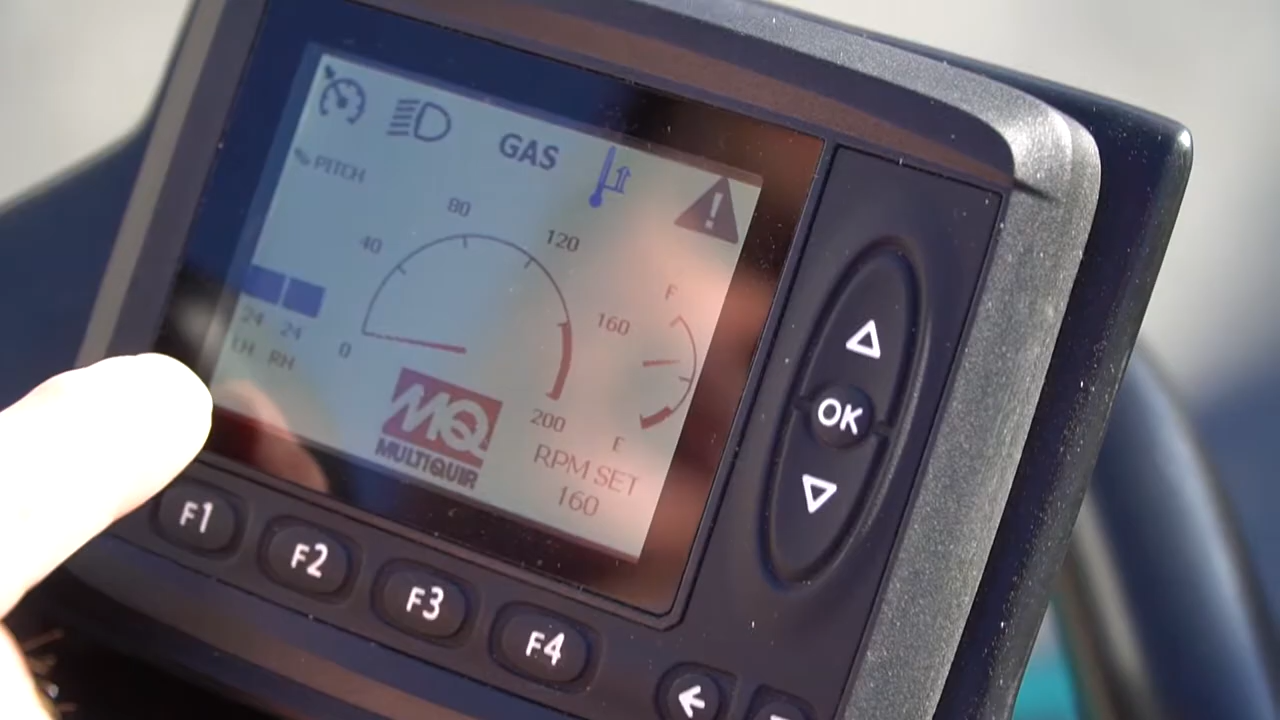 GAS
% PITCH
80
40
120
F
160
24 24
0
LH RH
200
E
MQ
MULTIQUIP
RPM SET
160
OK
F1
F2
F3
F4